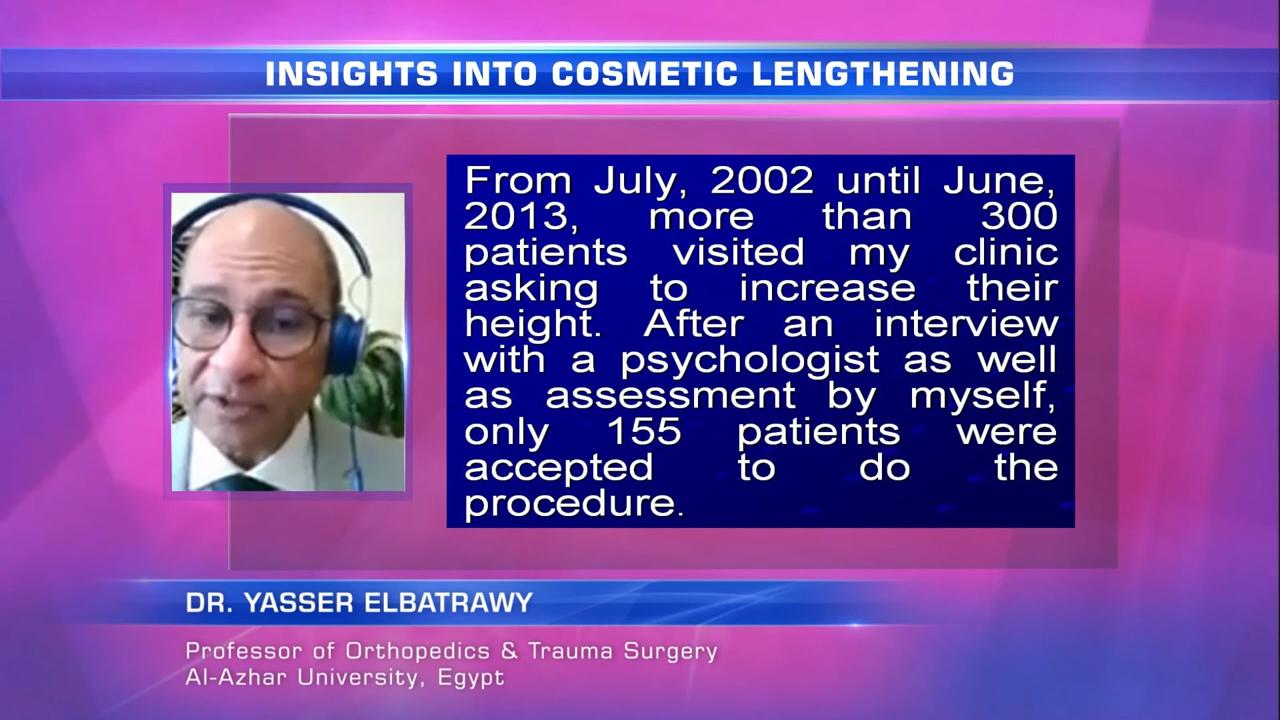 INSIGHTS INTO COSMETIC LENGTHENING
From July, 2002 until June,
2013, more than 300
patients visited my clinic
asking to increase their
height. After an interview
with a psychologist as well
as assessment by myself,
only 155 patients were
accepted to do the
procedure.
DR. YASSER ELBATRAWY
Professor of Orthopedics & Trauma Surgery
Al-Azhar University, Egypt